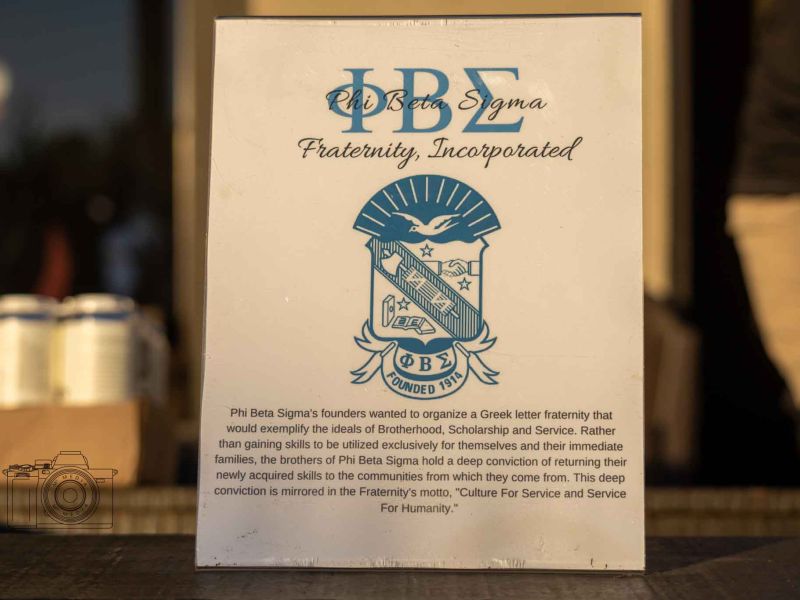 ΦΒΣ
Phi Beta Sigma
Fraternity, Incorporated
ΦΒΣ
FOUNDED 1914
Phi Beta Sigma's founders wanted to organize a Greek letter fraternity that
would exemplify the ideals of Brotherhood, Scholarship and Service. Rather
than gaining skills to be utilized exclusively for themselves and their immediate
families, the brothers of Phi Beta Sigma hold a deep conviction of returning their
newly acquired skills to the communities from which they come from. This deep
conviction is mirrored in the Fraternity's motto, "Culture For Service and Service
For Humanity."